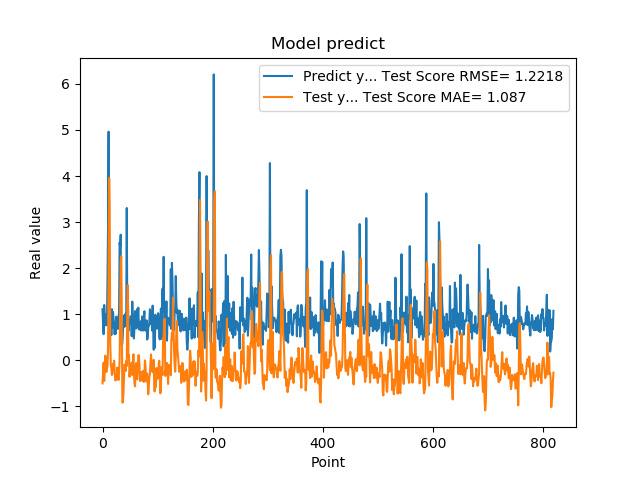 Model predict
Predict y... Test Score RMSE= 1.2218
Test y... Test Score MAE= 1.087
6
5
4
3
2
1
0
−1
Real value
0 200 400 600 800
Point